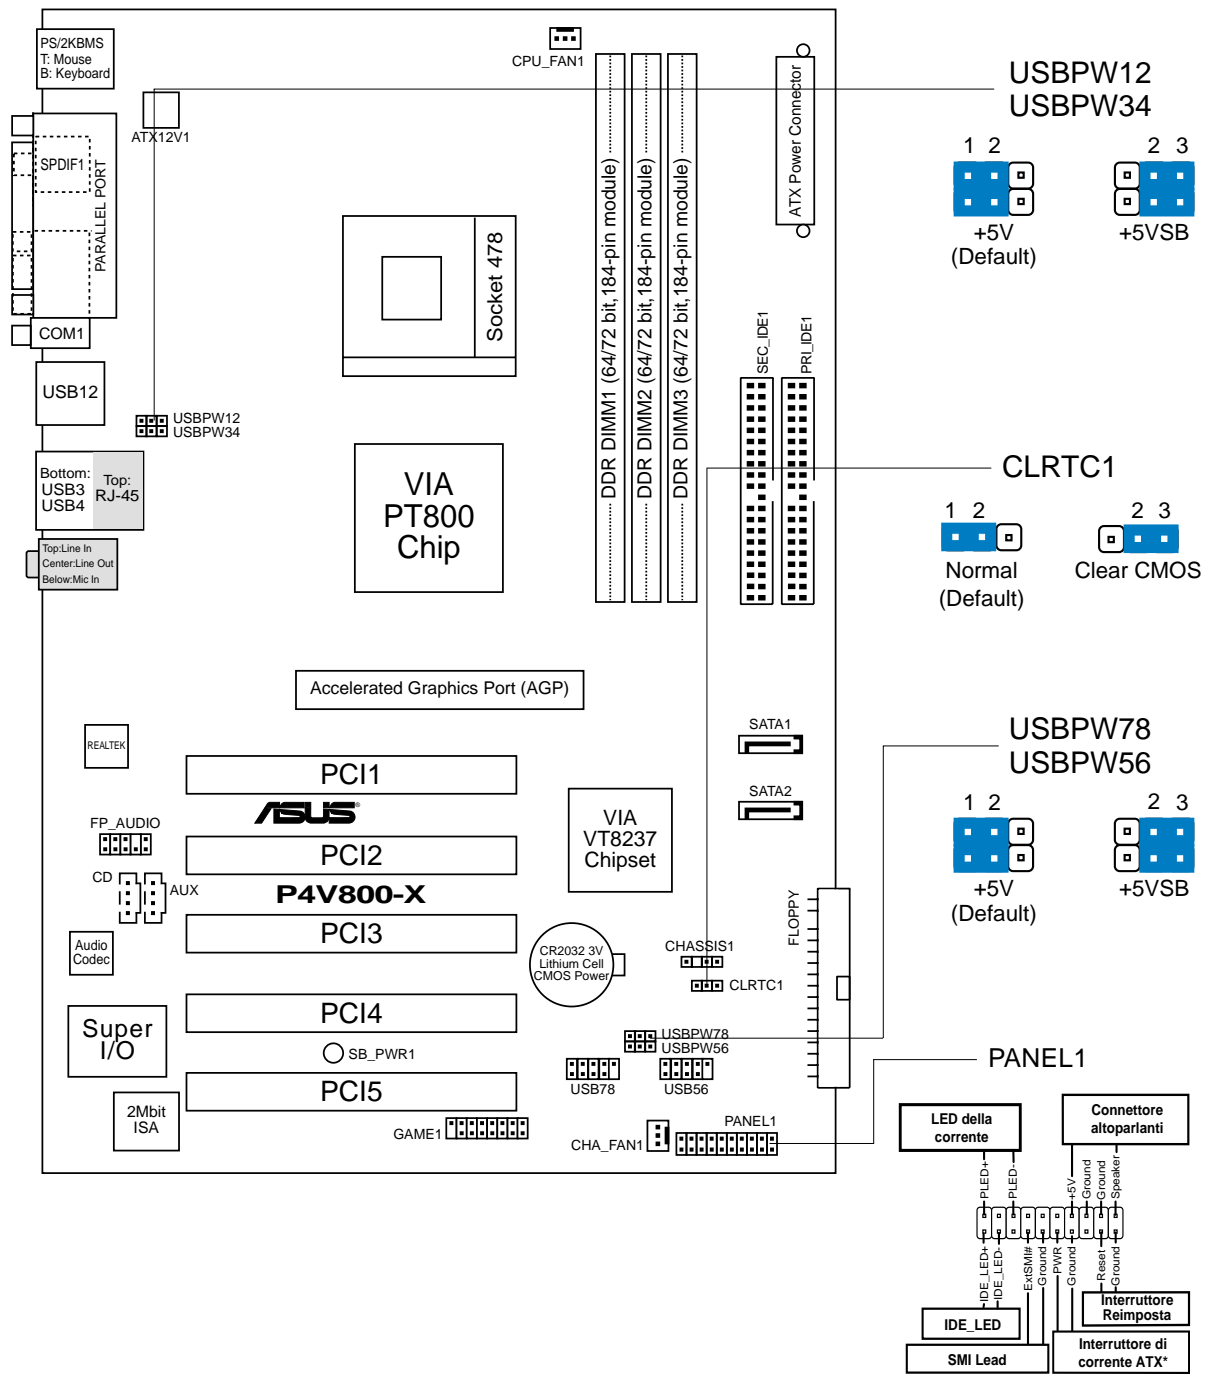 PS/2KBMS
T: Mouse
B: Keyboard
CPU_FAN1
ATX12V1
SPDIF1
PARALLEL PORT
COM1
USB12
USBPW12
USBPW34
Bottom:
USB3
USB4
Top:
RJ-45
Top:Line In
Center:Line Out
Below:Mic In
Socket 478
VIA
PT800
Chip
DDR DIMM1 (64/72 bit,184-pin module)
DDR DIMM2 (64/72 bit,184-pin module)
DDR DIMM3 (64/72 bit,184-pin module)
ATX Power Connector
SEC_IDE1
PRI_IDE1
Accelerated Graphics Port (AGP)
REALTEK
PCI1
ASUS®
FP_AUDIO
PCI2
CD
AUX
P4V800-X
PCI3
Audio
Codec
PCI4
Super
I/O
SB_PWR1
PCI5
2Mbit
ISA
GAME1
SATA1
SATA2
VIA
VT8237
Chipset
CR2032 3V
Lithium Cell
CMOS Power
CHASSIS1
CLRTC1
FLOPPY
USBPW78
USBPW56
USB78
USB56
CHA_FAN1
PANEL1
USBPW12
USBPW34
1 2
2 3
+5V
(Default)
+5VSB
CLRTC1
1 2
2 3
Normal
(Default)
Clear CMOS
USBPW78
USBPW56
1 2
2 3
+5V
(Default)
+5VSB
PANEL1
LED della
corrente
Connettore
altoparlanti
PLED+
PLED-
+5V
Ground
Ground
Speaker
IDE_LED+
IDE_LED-
ExtSMI#
Ground
PWR
Ground
Reset
Ground
IDE_LED
Interruttore
Reimposta
SMI Lead
Interruttore di
corrente ATX*